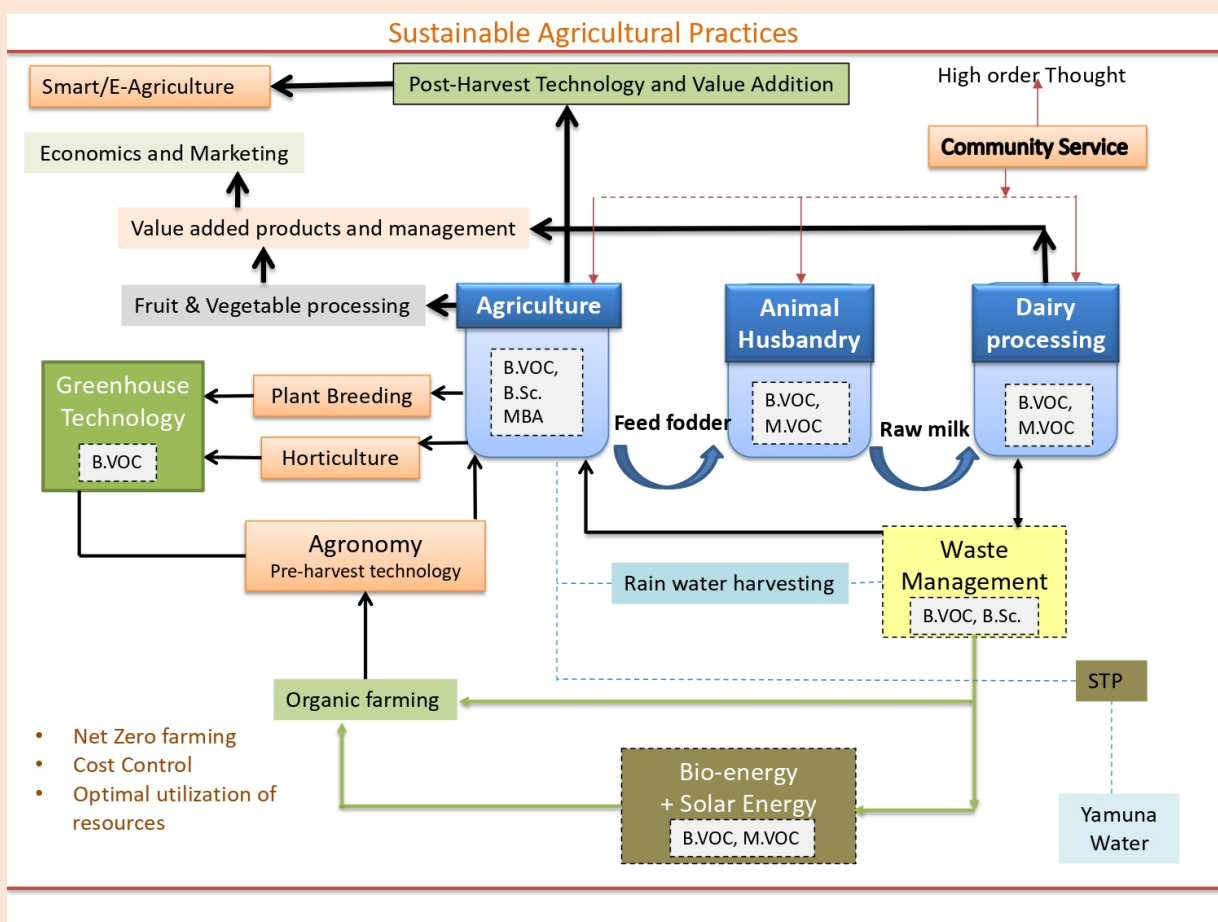 Sustainable Agricultural Practices
Smart/E-Agriculture
Post-Harvest Technology and Value Addition
High order Thought
Community Service
Economics and Marketing
Value added products and management
Fruit & Vegetable processing
Agriculture
B.VOC,
B.Sc.
MBA
Animal
Husbandry
B.VOC,
M.VOC
Dairy
processing
B.VOC,
M.VOC
Feed fodder
Raw milk
Greenhouse
Technology
B.VOC
Plant Breeding
Horticulture
Agronomy
Pre-harvest technology
Rain water harvesting
Waste
Management
B.VOC, B.Sc.
STP
Organic farming
• Net Zero farming
• Cost Control
• Optimal utilization of
resources
Bio-energy
+ Solar Energy
B.VOC, M.VOC
Yamuna
Water